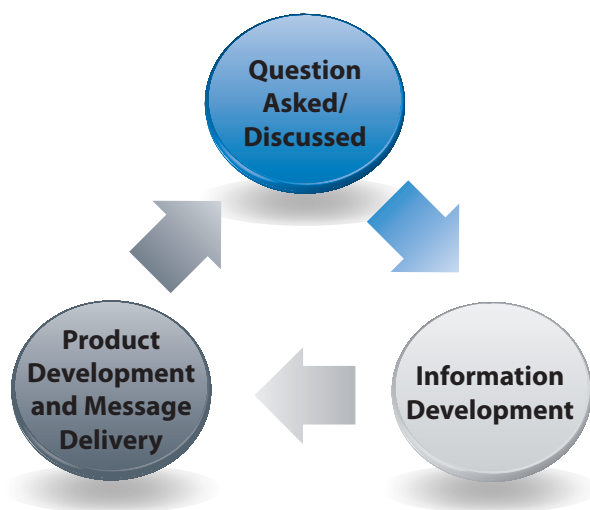 Question
Asked/
Discussed
Information
Development
Product
Development
and Message
Delivery